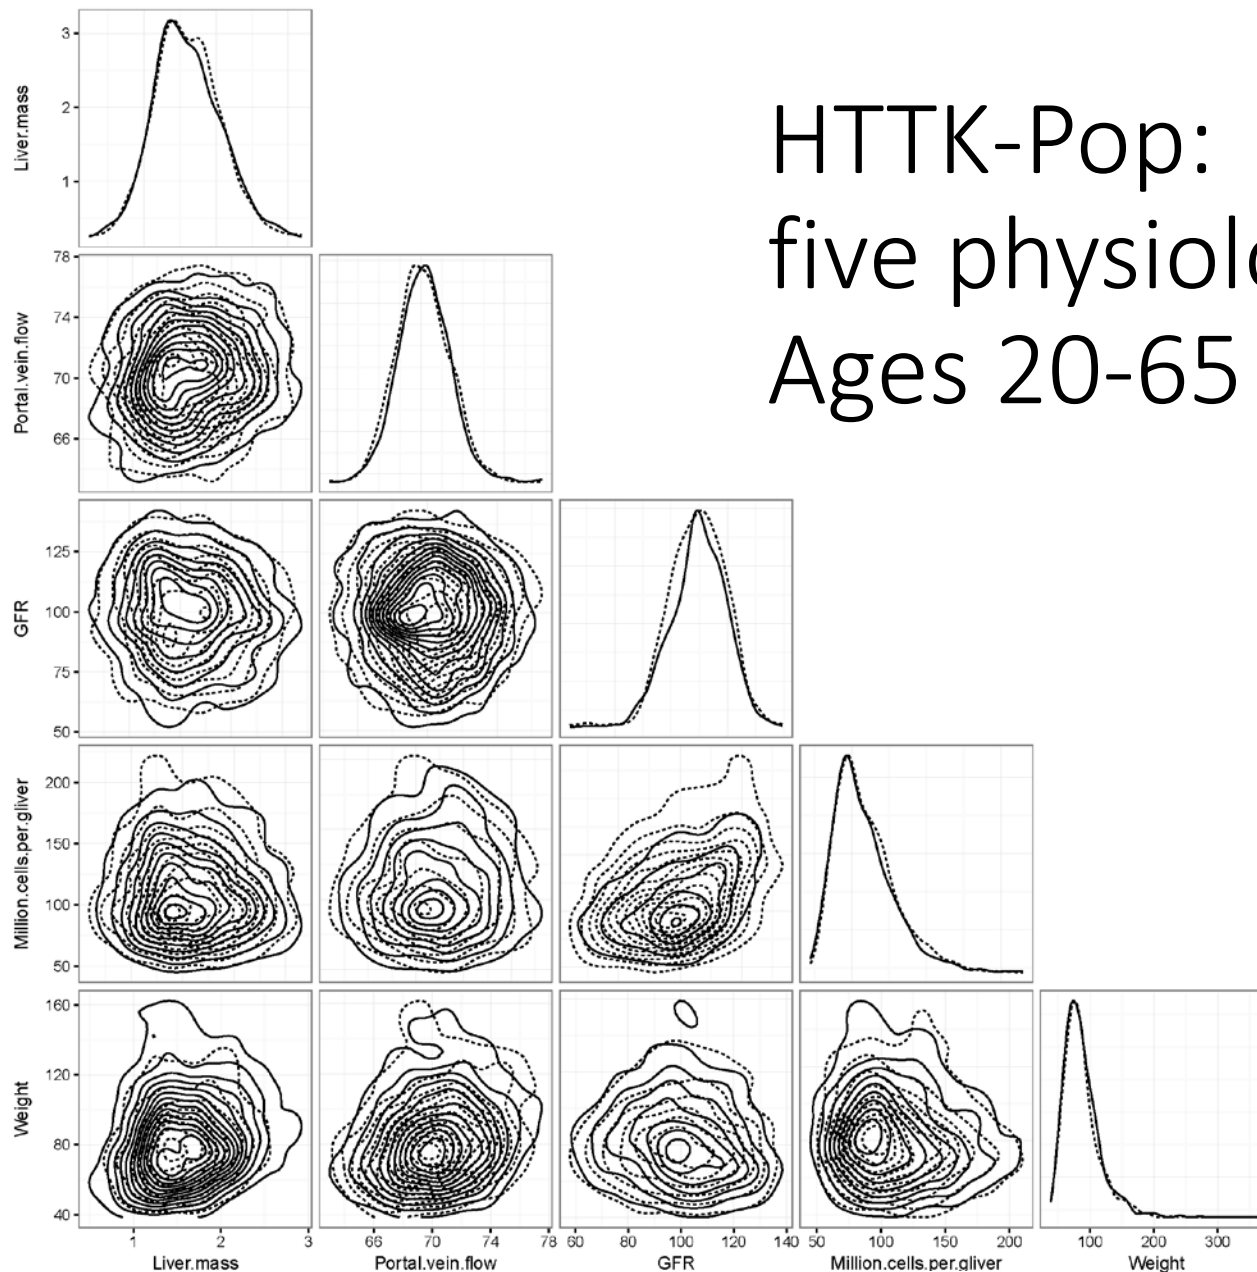 HTTK-Pop:
five physiol
Ages 20-65
Liver.mass
3
2
1
Portal.vein.flow
78
74
70
66
GFR
125
100
75
50
Million.cells.per.gliver
200
150
100
50
Weight
160
120
80
40
1 2 3
66 70 74 78
60 80 100 120 140
50 100 150 200
100 200 300
Liver.mass
Portal.vein.flow
GFR
Million.cells.per.gliver
Weight